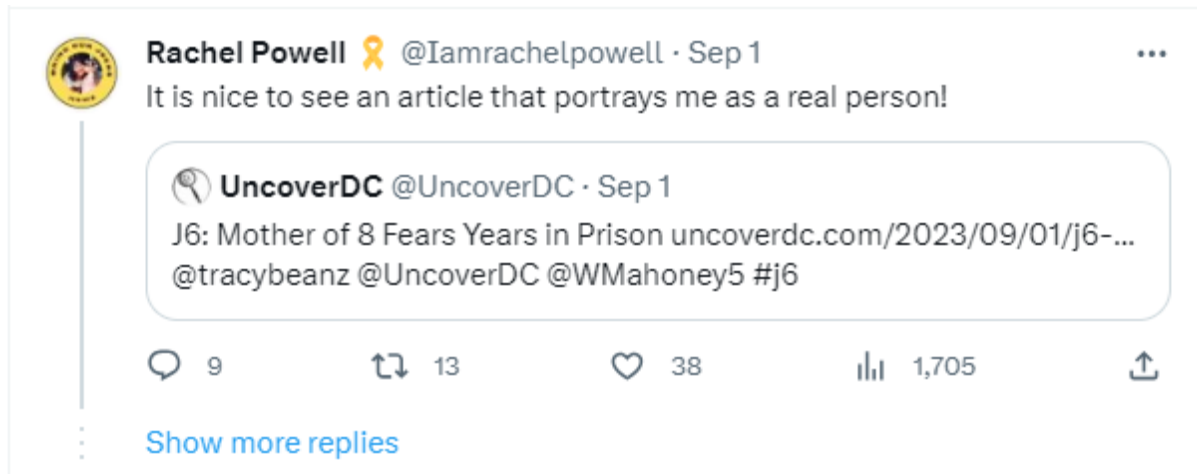 Rachel Powell 🎗 @Iamrachelpowell · Sep 1
It is nice to see an article that portrays me as a real person!
UncoverDC @UncoverDC · Sep 1
J6: Mother of 8 Fears Years in Prison uncoverdc.com/2023/09/01/j6-...
@tracybeanz @UncoverDC @WMahoney5 #j6
9 13 38 1,705
Show more replies